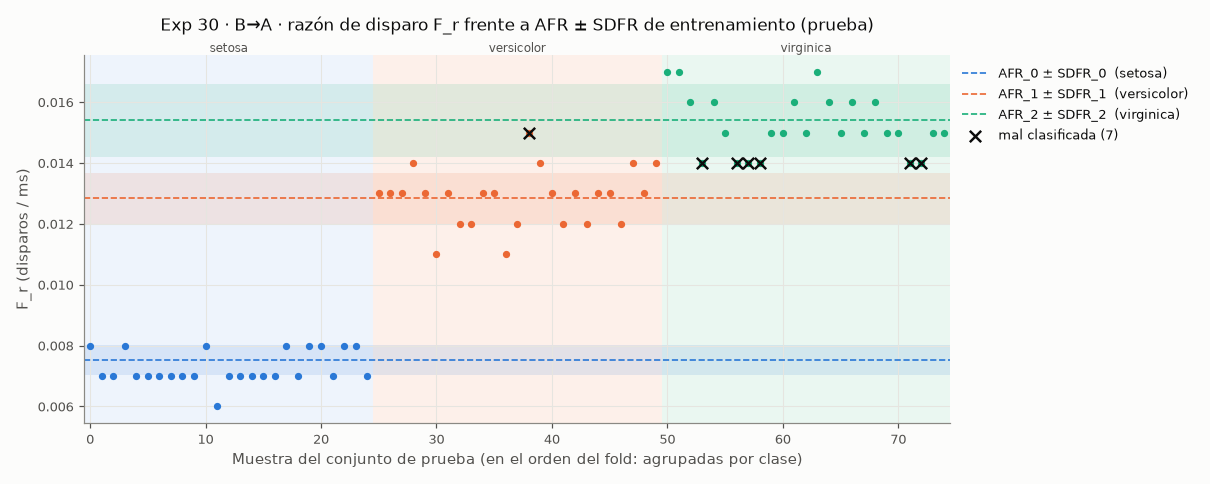 Exp 30 · B→A · razón de disparo F_r frente a AFR ± SDFR de entrenamiento (prueba)
setosa
versicolor
virginica
AFR_0 ± SDFR_0 (setosa)
AFR_1 ± SDFR_1 (versicolor)
AFR_2 ± SDFR_2 (virginica)
mal clasificada (7)
F_r (disparos / ms)
0.016
0.014
0.012
0.010
0.008
0.006
0
10
20
30
40
50
60
70
Muestra del conjunto de prueba (en el orden del fold: agrupadas por clase)